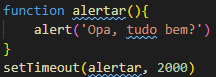 function alertar(){
    alert('Opa, tudo bem?')
}
setTimeout(alertar, 2000)